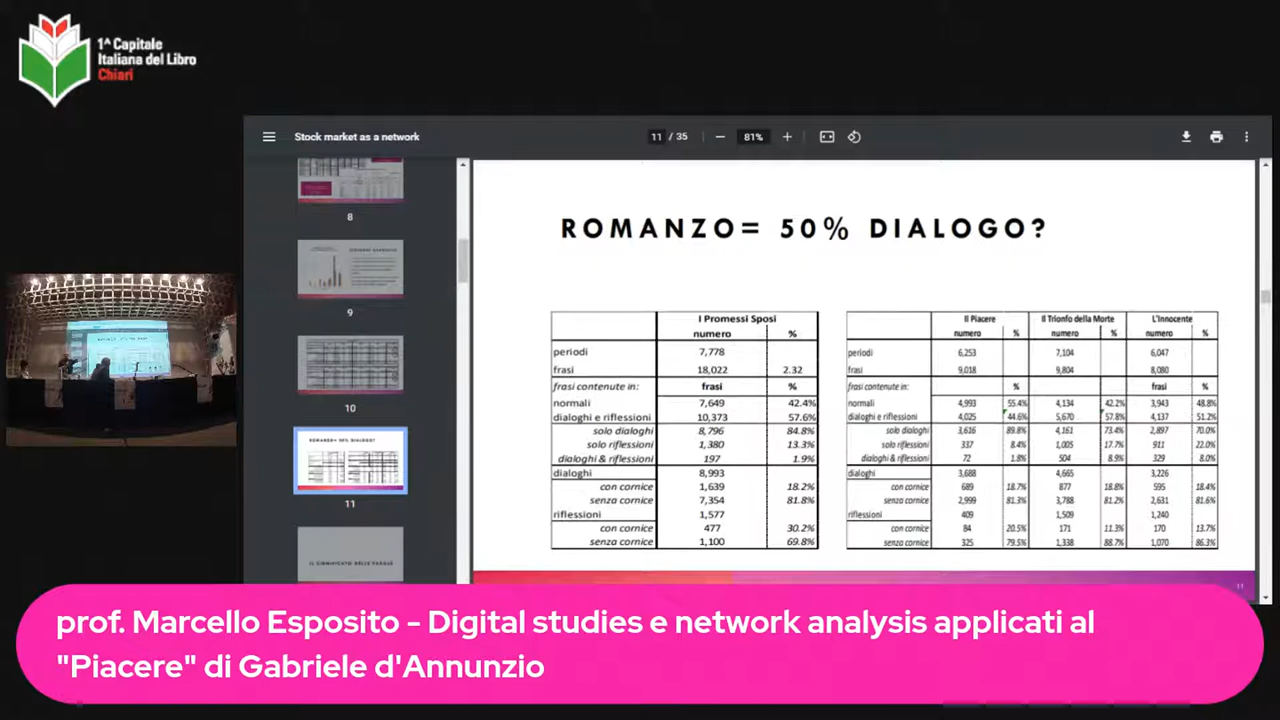 1^ Capitale
Italiana del Libro
Chiari
Stock market as a network
11 / 35
81%
8
9
10
ROMANZO= 50% DIALOGO?
11
IL SIGNIFICATO DELLE PAROLE
ROMANZO= 50% DIALOGO?
I Promessi Sposi
numero %
periodi 7,778
frasi 18,022 2.32
frasi contenute in: frasi %
normali 7,649 42.4%
dialoghi e riflessioni 10,373 57.6%
solo dialoghi 8,796 84.8%
solo riflessioni 1,380 13.3%
dialoghi & riflessioni 197 1.9%
dialoghi 8,993
con cornice 1,639 18.2%
senza cornice 7,354 81.8%
riflessioni 1,577
con cornice 477 30.2%
senza cornice 1,100 69.8%
Il Piacere Il Trionfo della Morte L'Innocente
numero % numero % numero %
periodi 6,253 7,104 6,047
frasi 9,018 9,804 8,080
frasi contenute in: % frasi %
normali 4,993 55.4% 4,134 42.2% 3,943 48.8%
dialoghi e riflessioni 4,025 44.6% 5,670 57.8% 4,137 51.2%
solo dialoghi 3,616 89.8% 4,161 73.4% 2,897 70.0%
solo riflessioni 337 8.4% 1,005 17.7% 911 22.0%
dialoghi & riflessioni 72 1.8% 504 8.9% 329 8.0%
dialoghi 3,688 4,665 3,226
con cornice 689 18.7% 877 18.8% 595 18.4%
senza cornice 2,999 81.3% 3,788 81.2% 2,631 81.6%
riflessioni 409 1,509 1,240
con cornice 84 20.5% 171 11.3% 170 13.7%
senza cornice 325 79.5% 1,338 88.7% 1,070 86.3%
11
prof. Marcello Esposito - Digital studies e network analysis applicati al
"Piacere" di Gabriele d'Annunzio